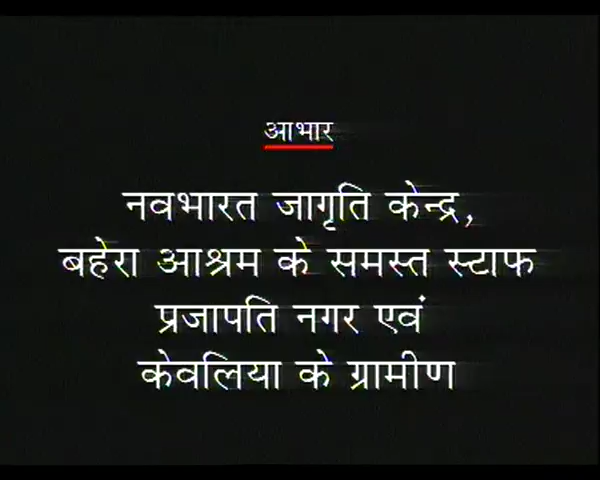 आभार
नवभारत जागृति केन्द्र,
बहेरा आश्रम के समस्त स्टाफ
प्रजापति नगर एवं
केवलिया के ग्रामीण